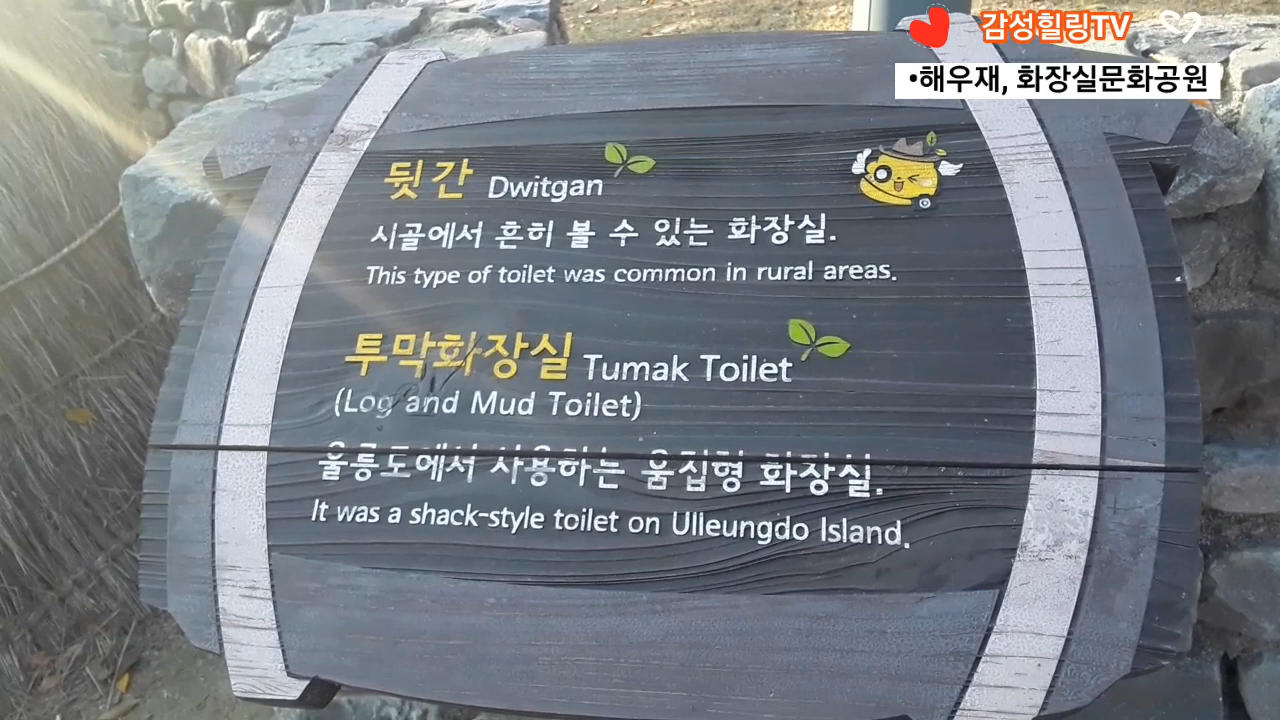 감성힐링TV
•해우재, 화장실문화공원
뒷간 Dwitgan
시골에서 흔히 볼 수 있는 화장실.
This type of toilet was common in rural areas.
투막화장실 Tumak Toilet
(Log and Mud Toilet)
울릉도에서 사용하는 움집형 화장실.
It was a shack-style toilet on Ulleungdo Island.